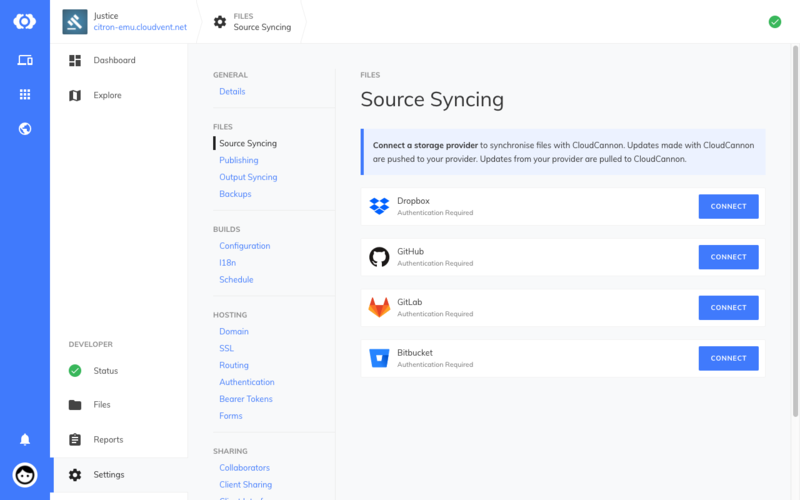 Justice
citron-emu.cloudvent.net
FILES
Source Syncing
Dashboard
Explore
DEVELOPER
Status
Files
Reports
Settings
GENERAL
Details
FILES
Source Syncing
Publishing
Output Syncing
Backups
BUILDS
Configuration
I18n
Schedule
HOSTING
Domain
SSL
Routing
Authentication
Bearer Tokens
Forms
SHARING
Collaborators
Client Sharing
FILES
Source Syncing
Connect a storage provider to synchronise files with CloudCannon. Updates made with CloudCannon
are pushed to your provider. Updates from your provider are pulled to CloudCannon.
Dropbox
Authentication Required
CONNECT
GitHub
Authentication Required
CONNECT
GitLab
Authentication Required
CONNECT
Bitbucket
Authentication Required
CONNECT